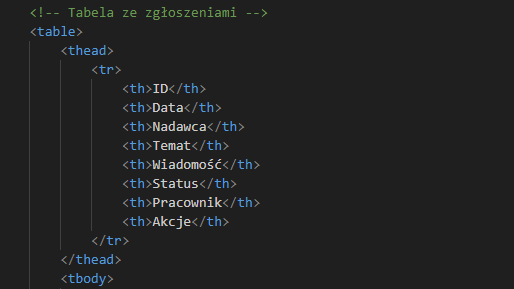 <!-- Tabela ze zgłoszeniami -->
<table>
<thead>
<tr>
<th>ID</th>
<th>Data</th>
<th>Nadawca</th>
<th>Temat</th>
<th>Wiadomość</th>
<th>Status</th>
<th>Pracownik</th>
<th>Akcje</th>
</tr>
</thead>
<tbody>